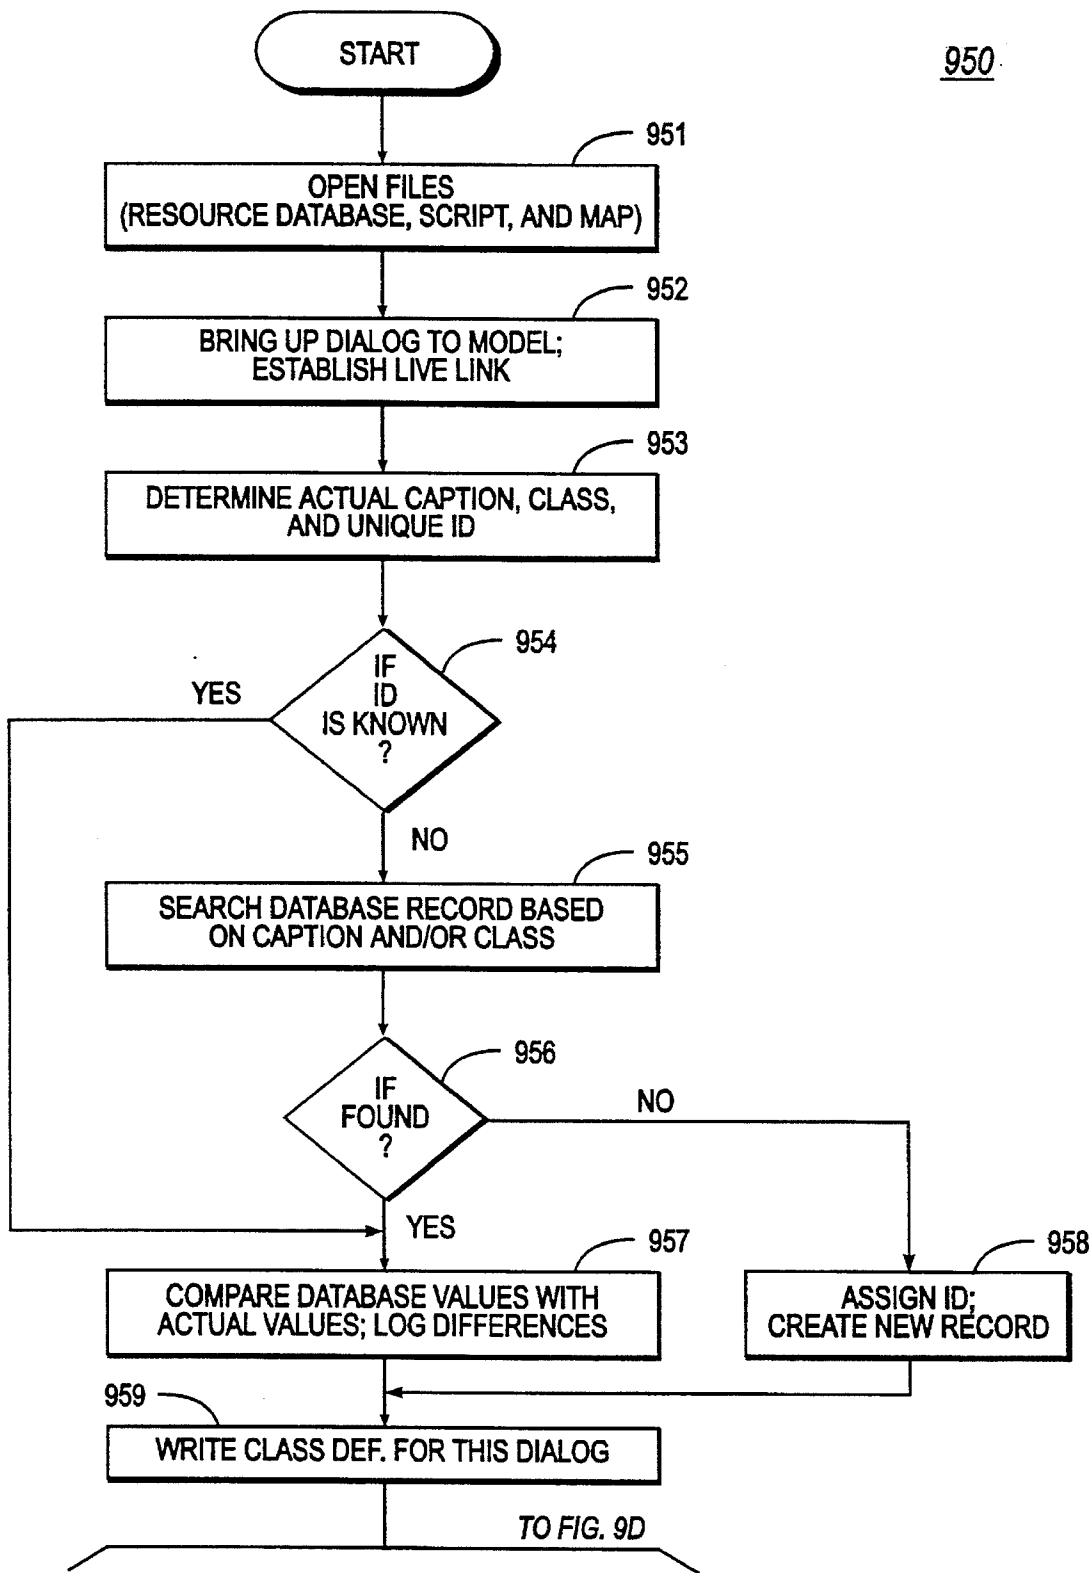 START
950
951
OPEN FILES
(RESOURCE DATABASE, SCRIPT, AND MAP)
952
BRING UP DIALOG TO MODEL;
ESTABLISH LIVE LINK
953
DETERMINE ACTUAL CAPTION, CLASS,
AND UNIQUE ID
954
IF
ID
IS KNOWN
?
YES
NO
955
SEARCH DATABASE RECORD BASED
ON CAPTION AND/OR CLASS
956
IF
FOUND
?
NO
YES
957
COMPARE DATABASE VALUES WITH
ACTUAL VALUES; LOG DIFFERENCES
958
ASSIGN ID;
CREATE NEW RECORD
959
WRITE CLASS DEF. FOR THIS DIALOG
TO FIG. 9D